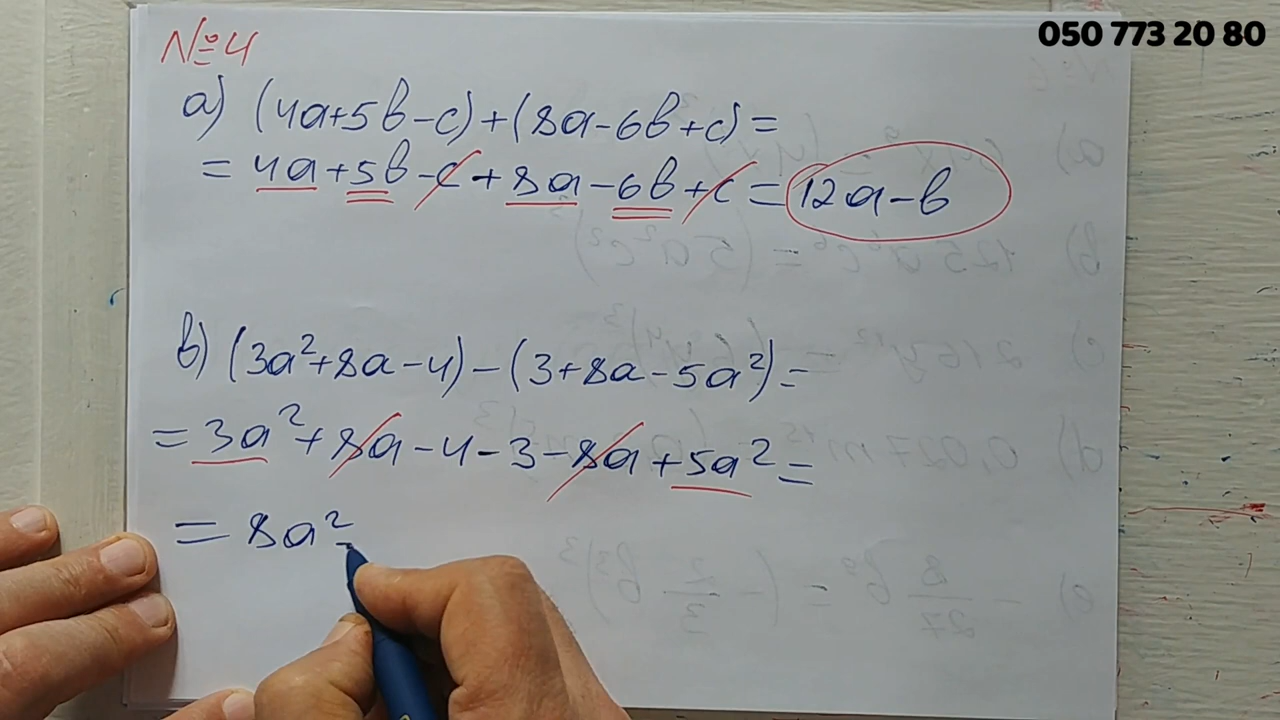 050 773 20 80
№4
а) (4a+5b-c)+(8a-6b+c)=
=4a+5b-c+8a-6b+c=12a-b
в) (3a²+8a-4)-(3+8a-5a²)=
=3a²+8a-4-3-8a+5a²=
=8a²-